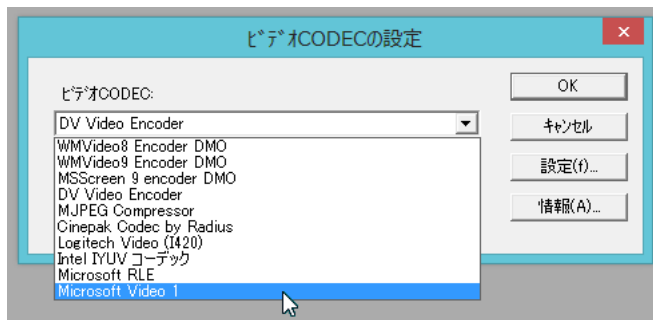 ビデオCODECの設定
×
ビデオCODEC:
OK
DV Video Encoder
キャンセル
WMVideo8 Encoder DMO
WMVideo9 Encoder DMO
設定(f)...
MSScreen 9 encoder DMO
DV Video Encoder
MJPEG Compressor
情報(A)...
Cinepak Codec by Radius
Logitech Video (I420)
Intel IYUV コーデック
Microsoft RLE
Microsoft Video 1